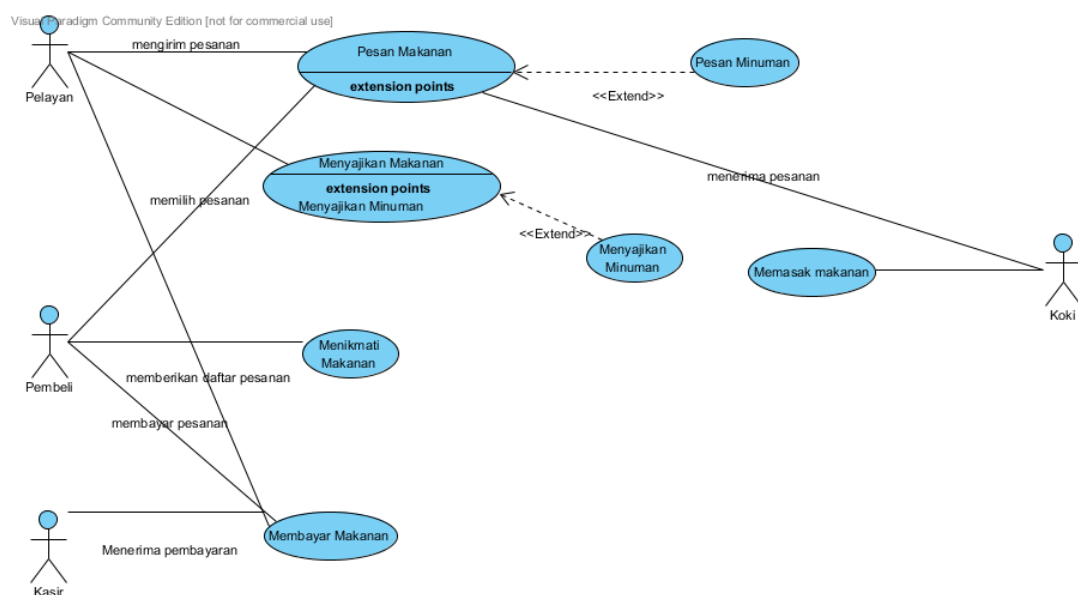 Visual Paradigm Community Edition [not for commercial use]
mengirim pesanan
Pesan Makanan
extension points
Pesan Minuman
<<Extend>>
Pelayan
Menyajikan Makanan
extension points
Menyajikan Minuman
menerima pesanan
memilih pesanan
<<Extend>>
Menyajikan
Minuman
Memasak makanan
Koki
Menikmati
Makanan
Pembeli
memberikan daftar pesanan
membayar pesanan
Membayar Makanan
Menerima pembayaran
Kasir